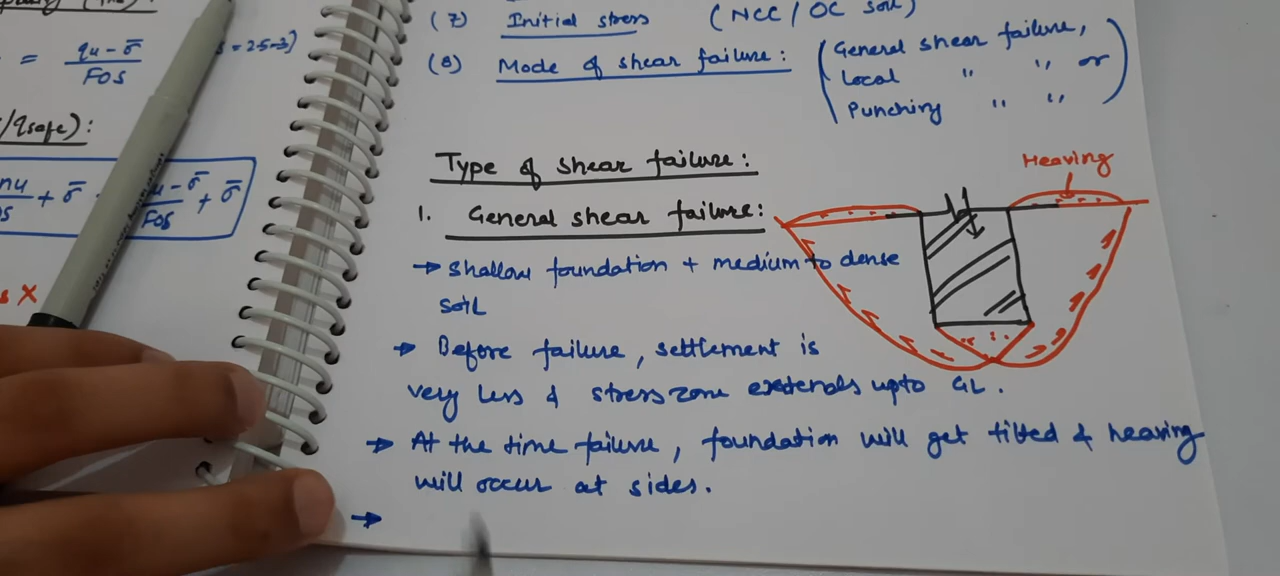 = qu - σ̄ / FOS
= 2.5-3)
/qsafe):
+ σ̄
- σ̄ / FOS + σ̄
s X
(7) Initial stress (NCC / OC soil)
(8) Mode of shear failure: (General shear failure,
Local " " or
Punching " " )
Type of shear failure:
Heaving
1. General shear failure:
→ Shallow foundation + medium to dense
soil
→ Before failure, settlement is
very less & stress zone extends upto GL.
→ At the time failure, foundation will get tilted & heaving
will occur at sides.
→